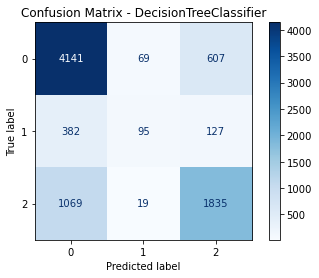 Confusion Matrix - DecisionTreeClassifier
0 4141 69 607
1 382 95 127
2 1069 19 1835
0 1 2
True label
Predicted label
4000
3500
3000
2500
2000
1500
1000
500